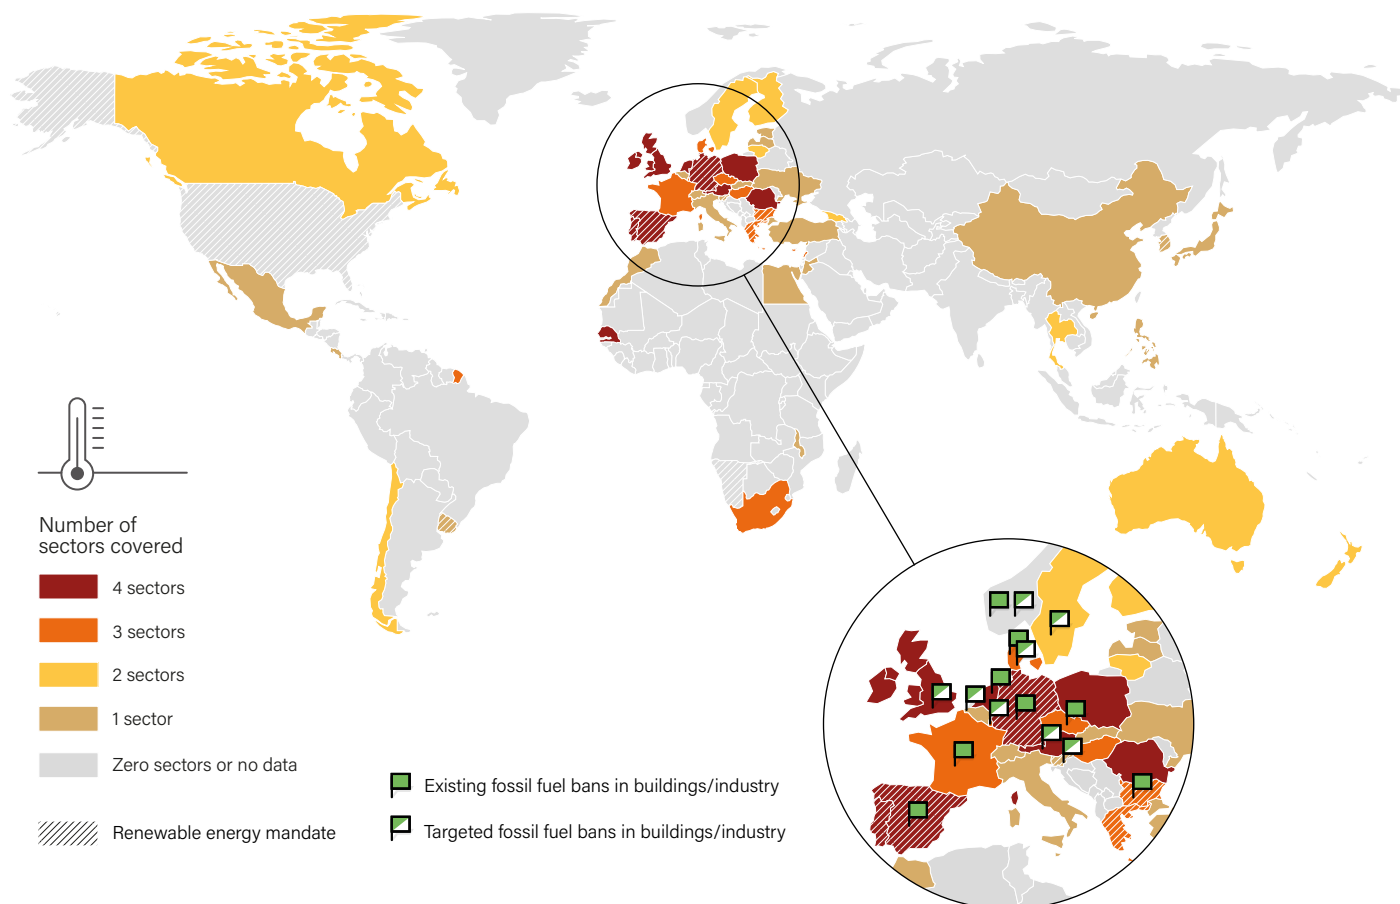 Number of
sectors covered
4 sectors
3 sectors
2 sectors
1 sector
Zero sectors or no data
Renewable energy mandate
Existing fossil fuel bans in buildings/industry
Targeted fossil fuel bans in buildings/industry